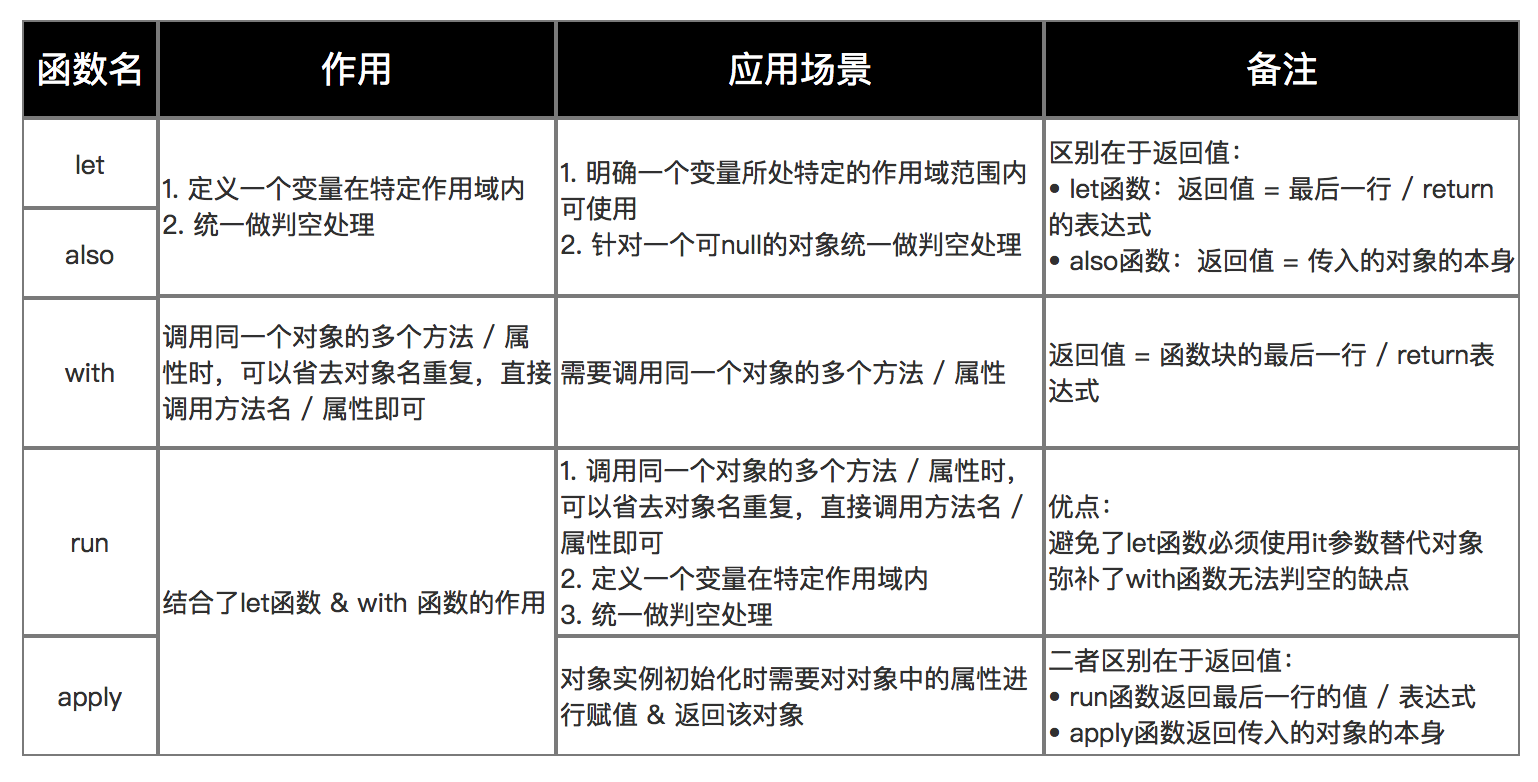 函数名
作用
应用场景
备注
let
also
1. 定义一个变量在特定作用域内
2. 统一做判空处理
1. 明确一个变量所处特定的作用域范围内
可使用
2. 针对一个可null的对象统一做判空处理
区别在于返回值：
• let函数：返回值 = 最后一行 / return
的表达式
• also函数：返回值 = 传入的对象的本身
with
调用同一个对象的多个方法 / 属
性时，可以省去对象名重复，直接
调用方法名 / 属性即可
需要调用同一个对象的多个方法 / 属性
返回值 = 函数块的最后一行 / return表
达式
run
apply
结合了let函数 & with 函数的作用
1. 调用同一个对象的多个方法 / 属性时，
可以省去对象名重复，直接调用方法名 /
属性即可
2. 定义一个变量在特定作用域内
3. 统一做判空处理
优点：
避免了let函数必须使用it参数替代对象
弥补了with函数无法判空的缺点
对象实例初始化时需要对对象中的属性进
行赋值 & 返回该对象
二者区别在于返回值：
• run函数返回最后一行的值 / 表达式
• apply函数返回传入的对象的本身